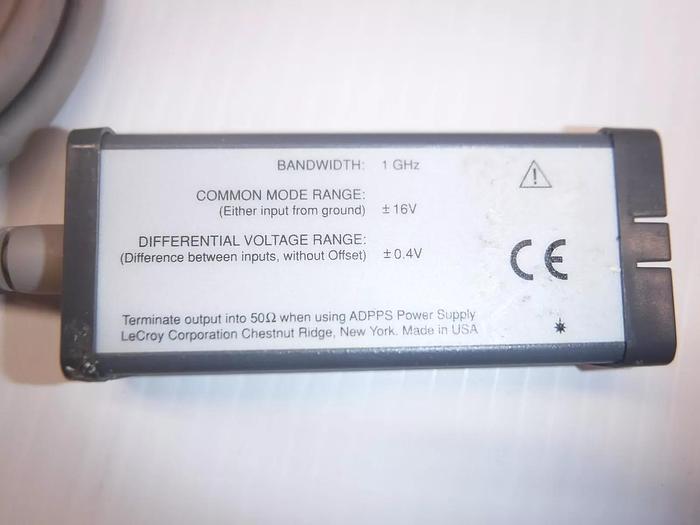 BANDWIDTH: 1 GHz
COMMON MODE RANGE:
(Either input from ground) ± 16V
DIFFERENTIAL VOLTAGE RANGE:
(Difference between inputs, without Offset) ± 0.4V
CE
Terminate output into 50Ω when using ADPPS Power Supply
LeCroy Corporation Chestnut Ridge, New York. Made in USA